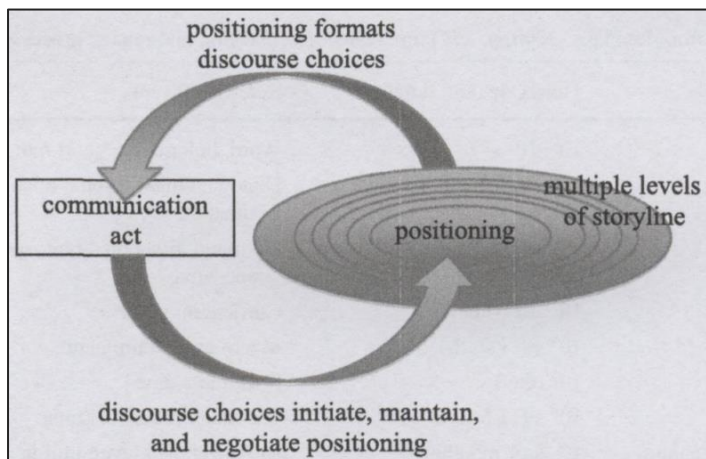 positioning formats
discourse choices
communication
act
multiple levels
of storyline
positioning
discourse choices initiate, maintain,
and negotiate positioning